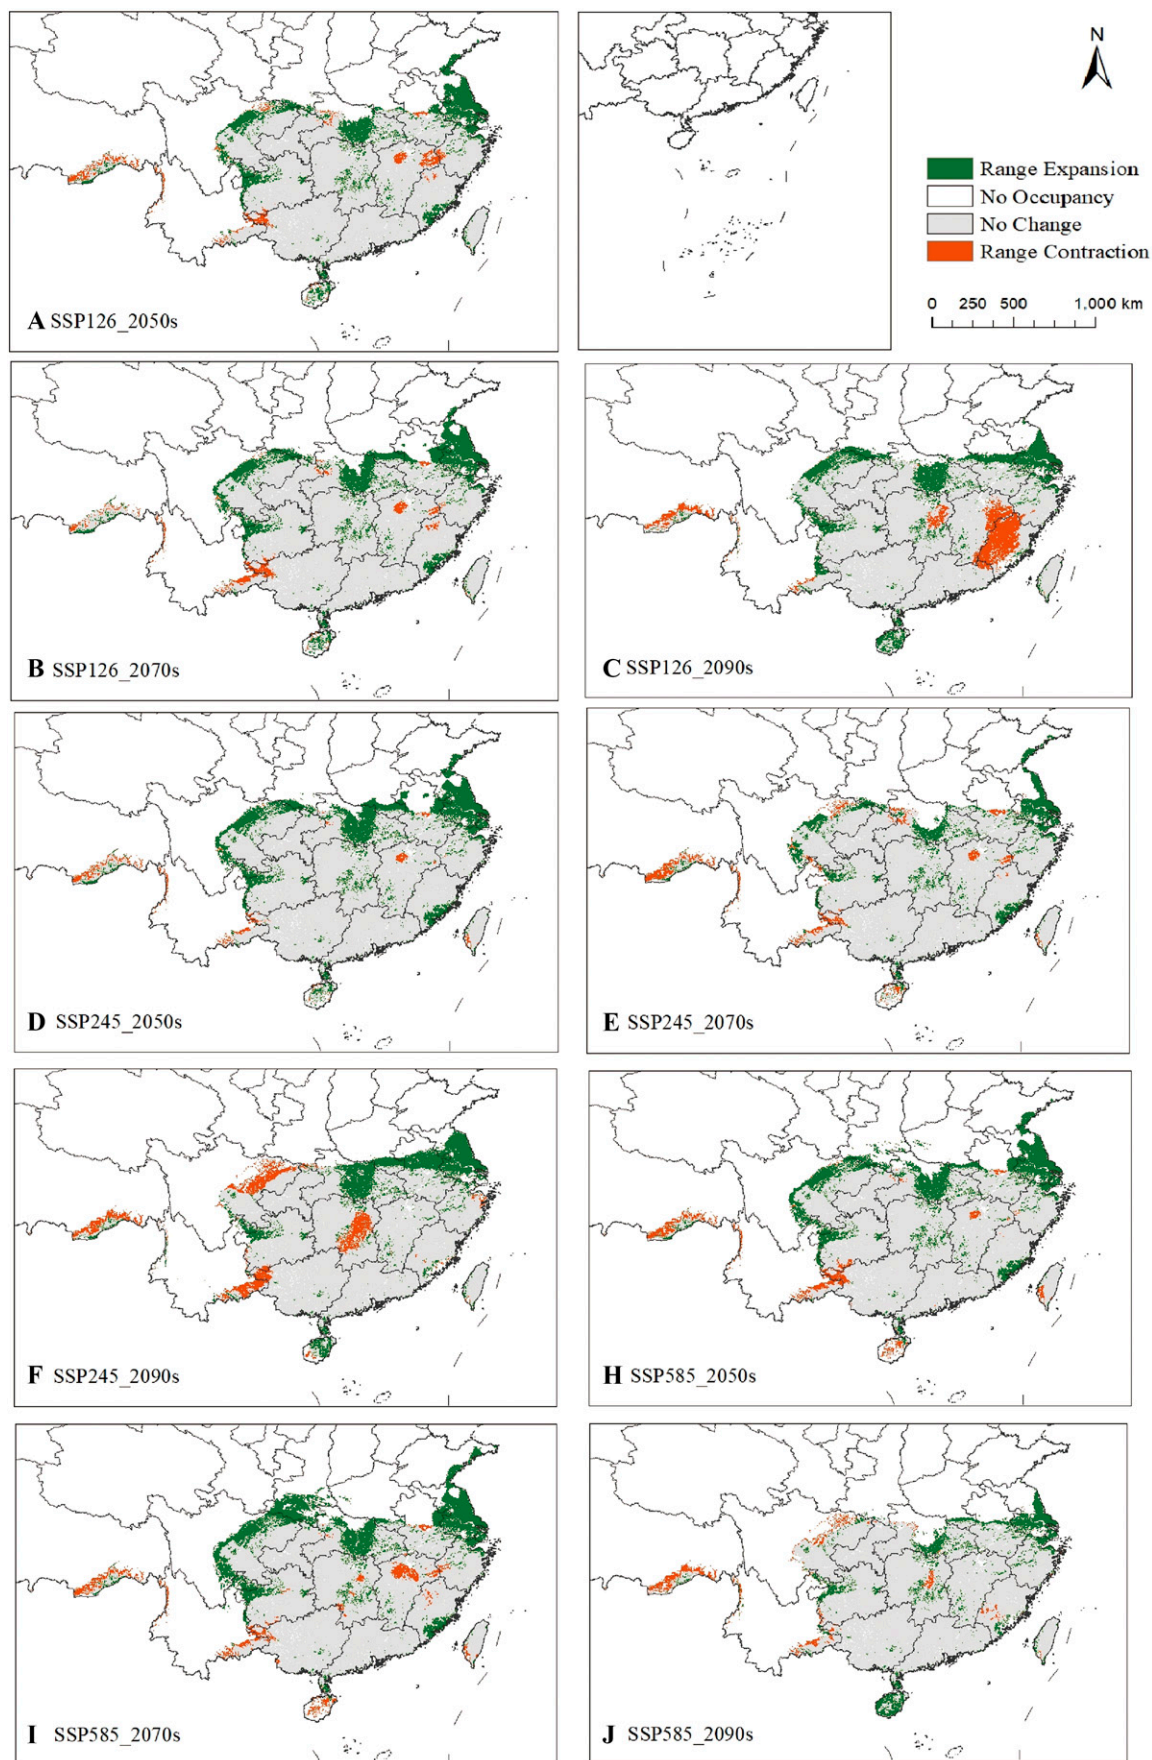 N
Range Expansion
No Occupancy
No Change
Range Contraction
0 250 500 1,000 km
A SSP126_2050s
B SSP126_2070s
C SSP126_2090s
D SSP245_2050s
E SSP245_2070s
F SSP245_2090s
H SSP585_2050s
I SSP585_2070s
J SSP585_2090s